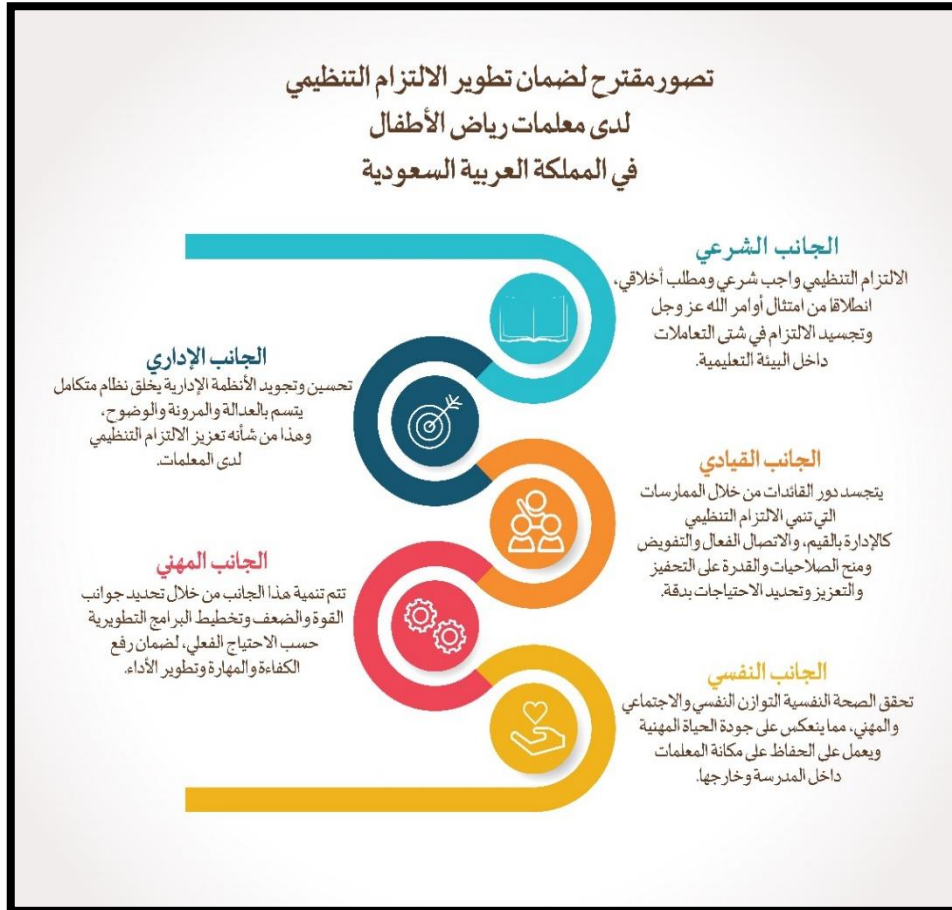 تصور مقترح لضمان تطوير الالتزام التنظيمي
لدى معلمات رياض الأطفال
في المملكة العربية السعودية
الجانب الشرعي
الالتزام التنظيمي واجب شرعي ومطلب أخلاقي،
انطلاقا من امتثال أوامر الله عز وجل
وتجسيد الالتزام في شتى التعاملات
داخل البيئة التعليمية.
الجانب الإداري
تحسين وتجويد الأنظمة الإدارية يخلق نظام متكامل
يتسم بالعدالة والمرونة والوضوح،
وهذا من شأنه تعزيز الالتزام التنظيمي
لدى المعلمات.
الجانب القيادي
يتجسد دور القائدات من خلال الممارسات
التي تنمي الالتزام التنظيمي
كالإدارة بالقيم، والاتصال الفعال والتفويض
ومنح الصلاحيات والقدرة على التحفيز
والتعزيز وتحديد الاحتياجات بدقة.
الجانب المهني
تتم تنمية هذا الجانب من خلال تحديد جوانب
القوة والضعف وتخطيط البرامج التطويرية
حسب الاحتياج الفعلي، لضمان رفع
الكفاءة والمهارة وتطوير الأداء.
الجانب النفسي
تحقق الصحة النفسية التوازن النفسي والاجتماعي
والمهني، مما ينعكس على جودة الحياة المهنية
ويعمل على الحفاظ على مكانة المعلمات
داخل المدرسة وخارجها.